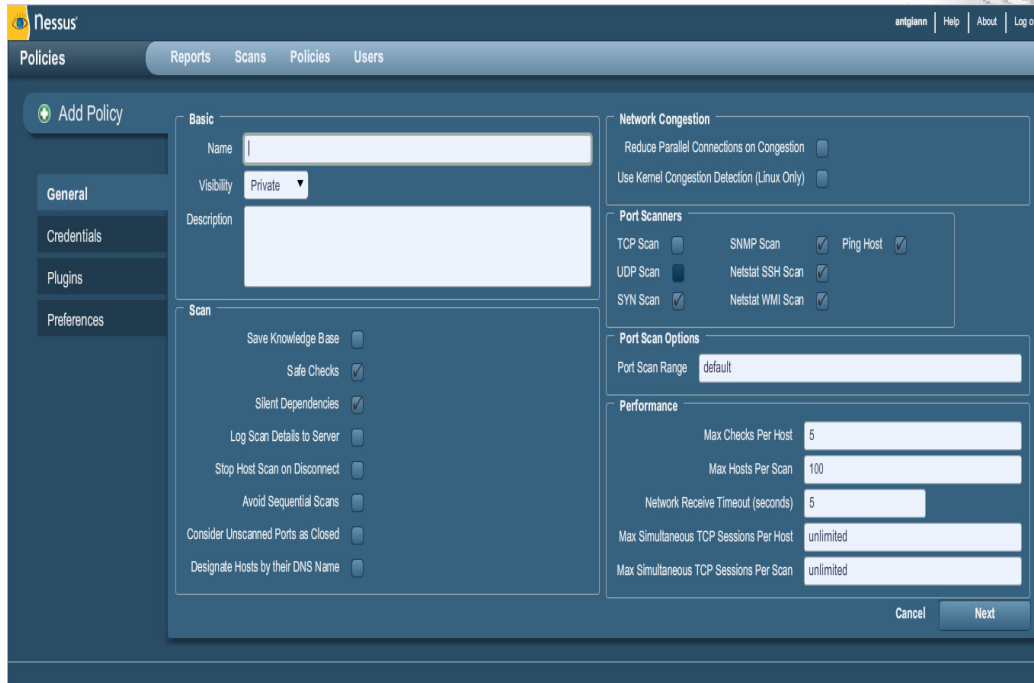 nessus
antgiann | Help | About | Log o
Policies
Reports Scans Policies Users
Add Policy
General
Credentials
Plugins
Preferences
Basic
Name
Visibility Private
Description
Scan
Save Knowledge Base
Safe Checks
Silent Dependencies
Log Scan Details to Server
Stop Host Scan on Disconnect
Avoid Sequential Scans
Consider Unscanned Ports as Closed
Designate Hosts by their DNS Name
Network Congestion
Reduce Parallel Connections on Congestion
Use Kernel Congestion Detection (Linux Only)
Port Scanners
TCP Scan SNMP Scan Ping Host
UDP Scan Netstat SSH Scan
SYN Scan Netstat WMI Scan
Port Scan Options
Port Scan Range default
Performance
Max Checks Per Host 5
Max Hosts Per Scan 100
Network Receive Timeout (seconds) 5
Max Simultaneous TCP Sessions Per Host unlimited
Max Simultaneous TCP Sessions Per Scan unlimited
Cancel Next